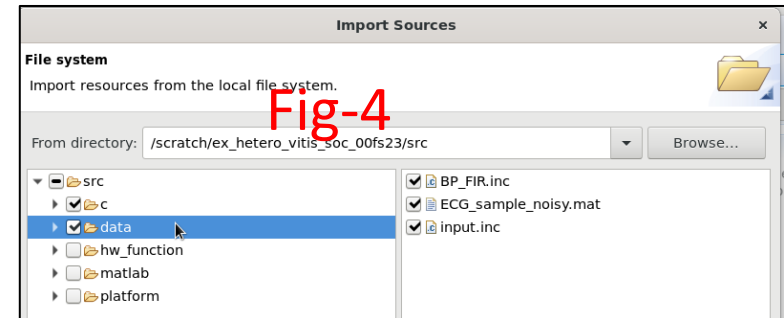 Import Sources ×
File system
Import resources from the local file system.
Fig-4
From directory: /scratch/ex_hetero_vitis_soc_00fs23/src Browse...
src
c
data
hw_function
matlab
platform
BP_FIR.inc
ECG_sample_noisy.mat
input.inc